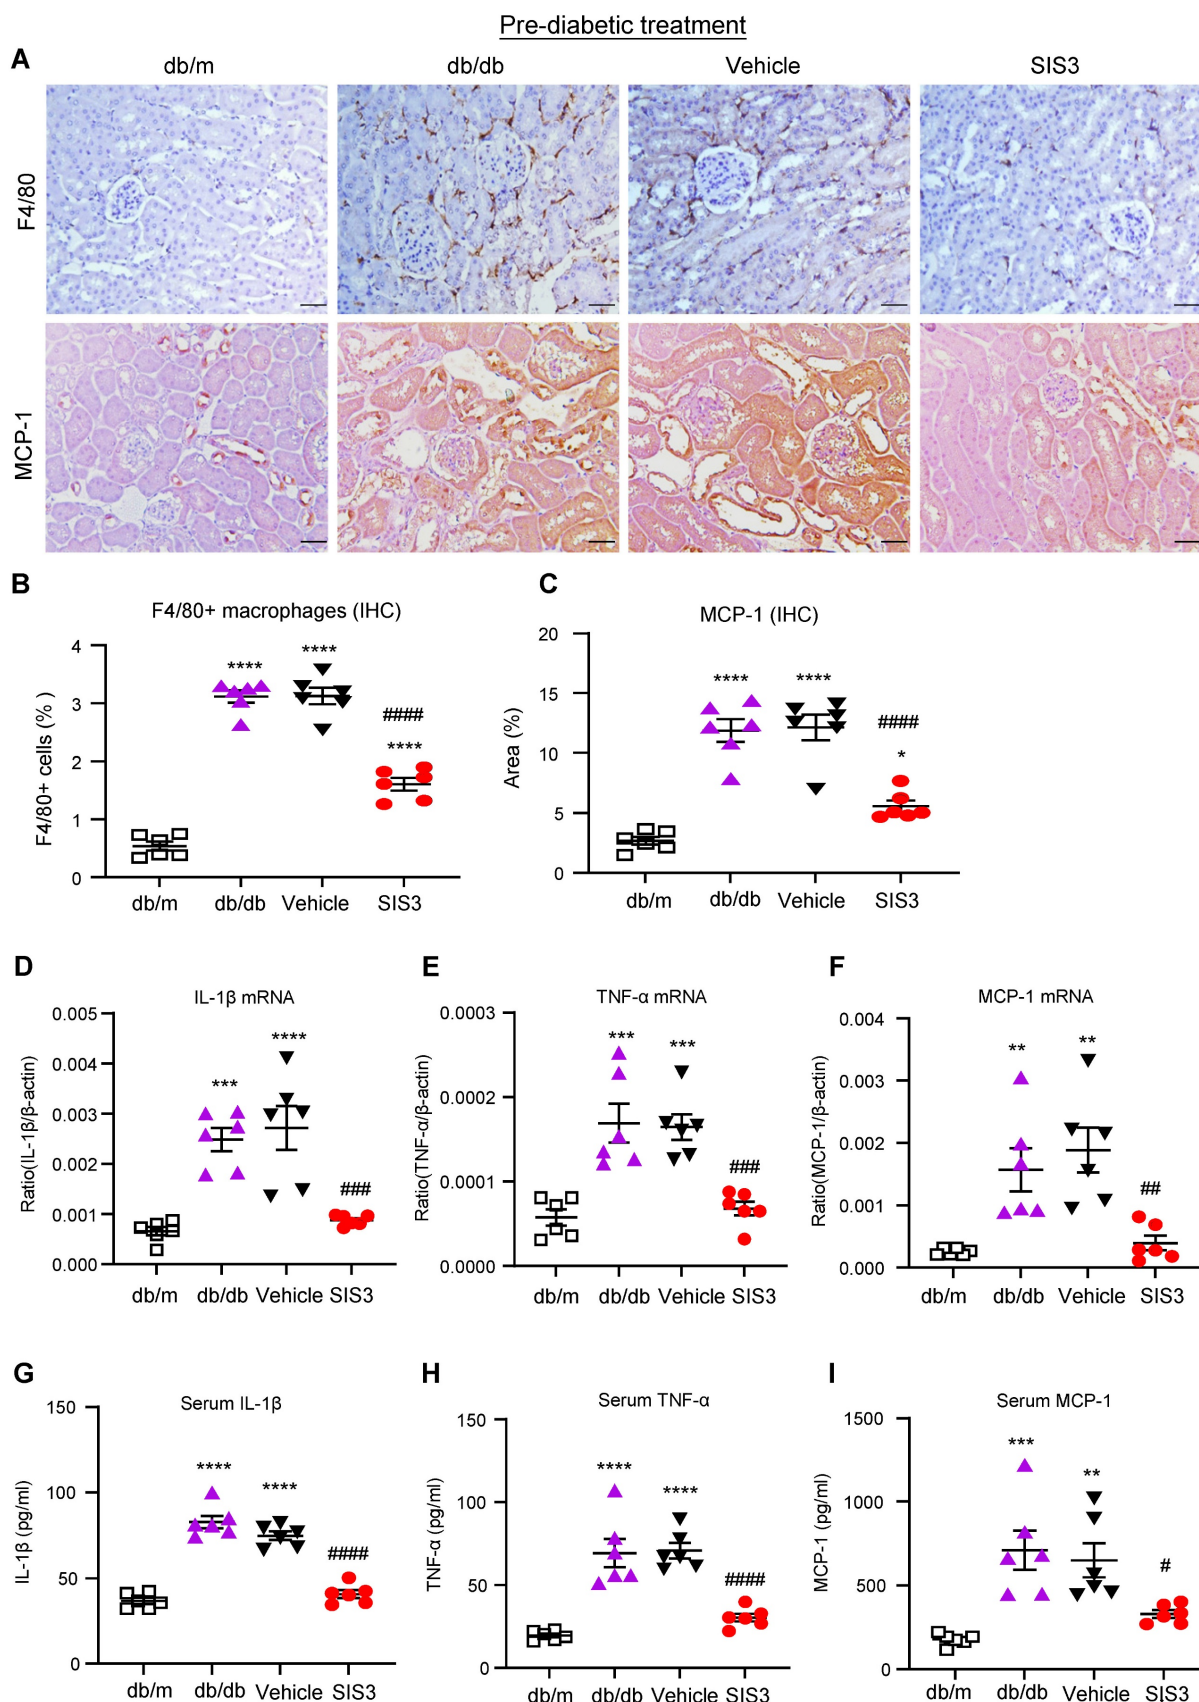 Pre-diabetic treatment
A
db/m db/db Vehicle SIS3
F4/80
MCP-1
B
F4/80+ macrophages (IHC)
F4/80+ cells (% )
4
3
2
1
0
****
****
####
****
db/m db/db Vehicle SIS3
C
MCP-1 (IHC)
Area (%)
20
15
10
5
0
****
****
####
*
db/m db/db Vehicle SIS3
D
IL-1β mRNA
Ratio(IL-1β/β-actin)
0.005
0.004
0.003
0.002
0.001
0.000
***
****
###
db/m db/db Vehicle SIS3
E
TNF-α mRNA
Ratio(TNF-α/β-actin)
0.0003
0.0002
0.0001
0.0000
***
***
###
db/m db/db Vehicle SIS3
F
MCP-1 mRNA
Ratio(MCP-1/β-actin)
0.004
0.003
0.002
0.001
0.000
**
**
##
db/m db/db Vehicle SIS3
G
Serum IL-1β
IL-1β (pg/ml)
150
100
50
0
****
****
####
db/m db/db Vehicle SIS3
H
Serum TNF-α
TNF-α (pg/ml)
150
100
50
0
****
****
####
db/m db/db Vehicle SIS3
I
Serum MCP-1
MCP-1 (pg/ml)
1500
1000
500
0
***
**
#
db/m db/db Vehicle SIS3